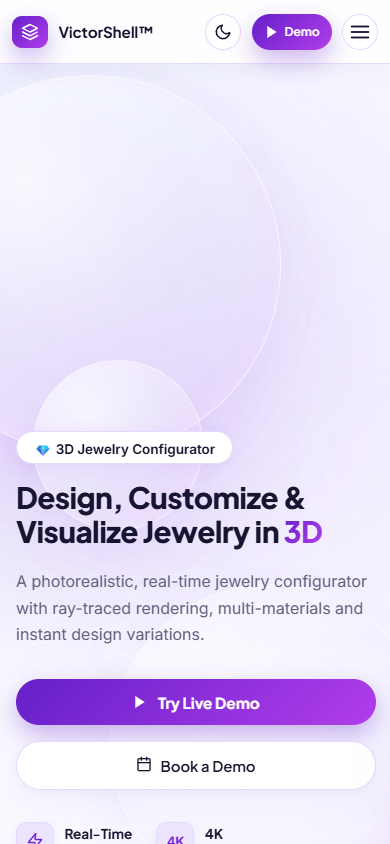 VictorShell™
Demo
3D Jewelry Configurator
Design, Customize &
Visualize Jewelry in 3D
A photorealistic, real-time jewelry configurator
with ray-traced rendering, multi-materials and
instant design variations.
Try Live Demo
Book a Demo
Real-Time
4K
4K